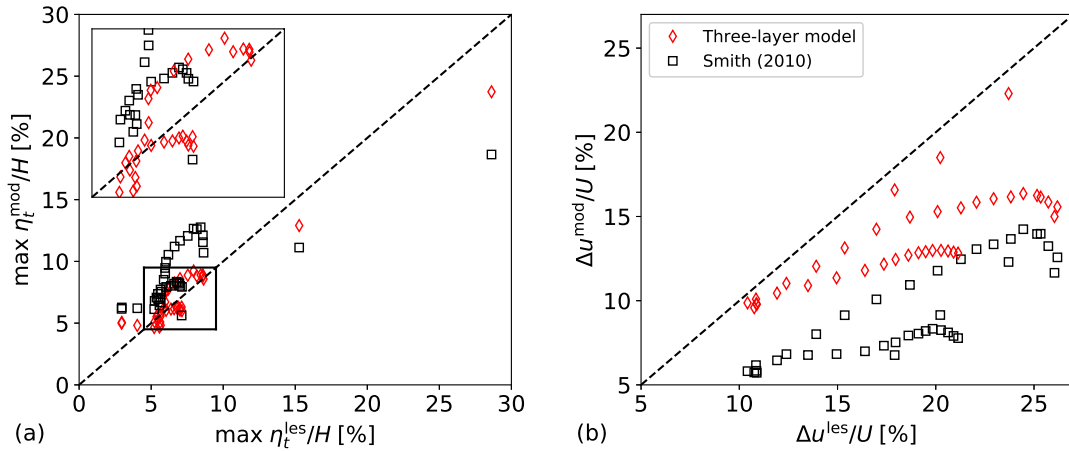 30
25
20
15
10
5
0
max η_t^mod/H [%]
0 5 10 15 20 25 30
(a) max η_t^les/H [%]
Three-layer model
Smith (2010)
25
20
15
10
5
Δu^mod/U [%]
5 10 15 20 25
(b) Δu^les/U [%]